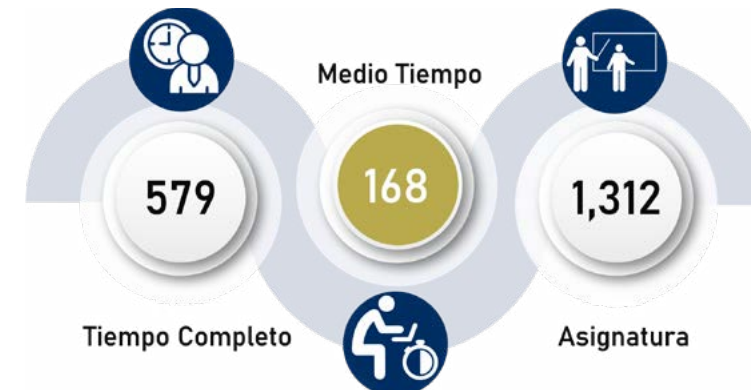 Medio Tiempo
579
168
1,312
Tiempo Completo
Asignatura